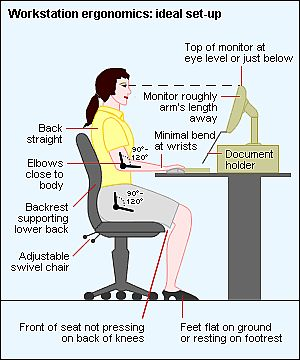 Workstation ergonomics: ideal set-up
Top of monitor at
eye level or just below
Monitor roughly
arm's length
away
Back
straight
Minimal bend
at wrists
90°-
120°
Document
holder
Elbows
close to
body
90°-
120°
Backrest
supporting
lower back
Adjustable
swivel chair
Front of seat not pressing
on back of knees
Feet flat on ground
or resting on footrest